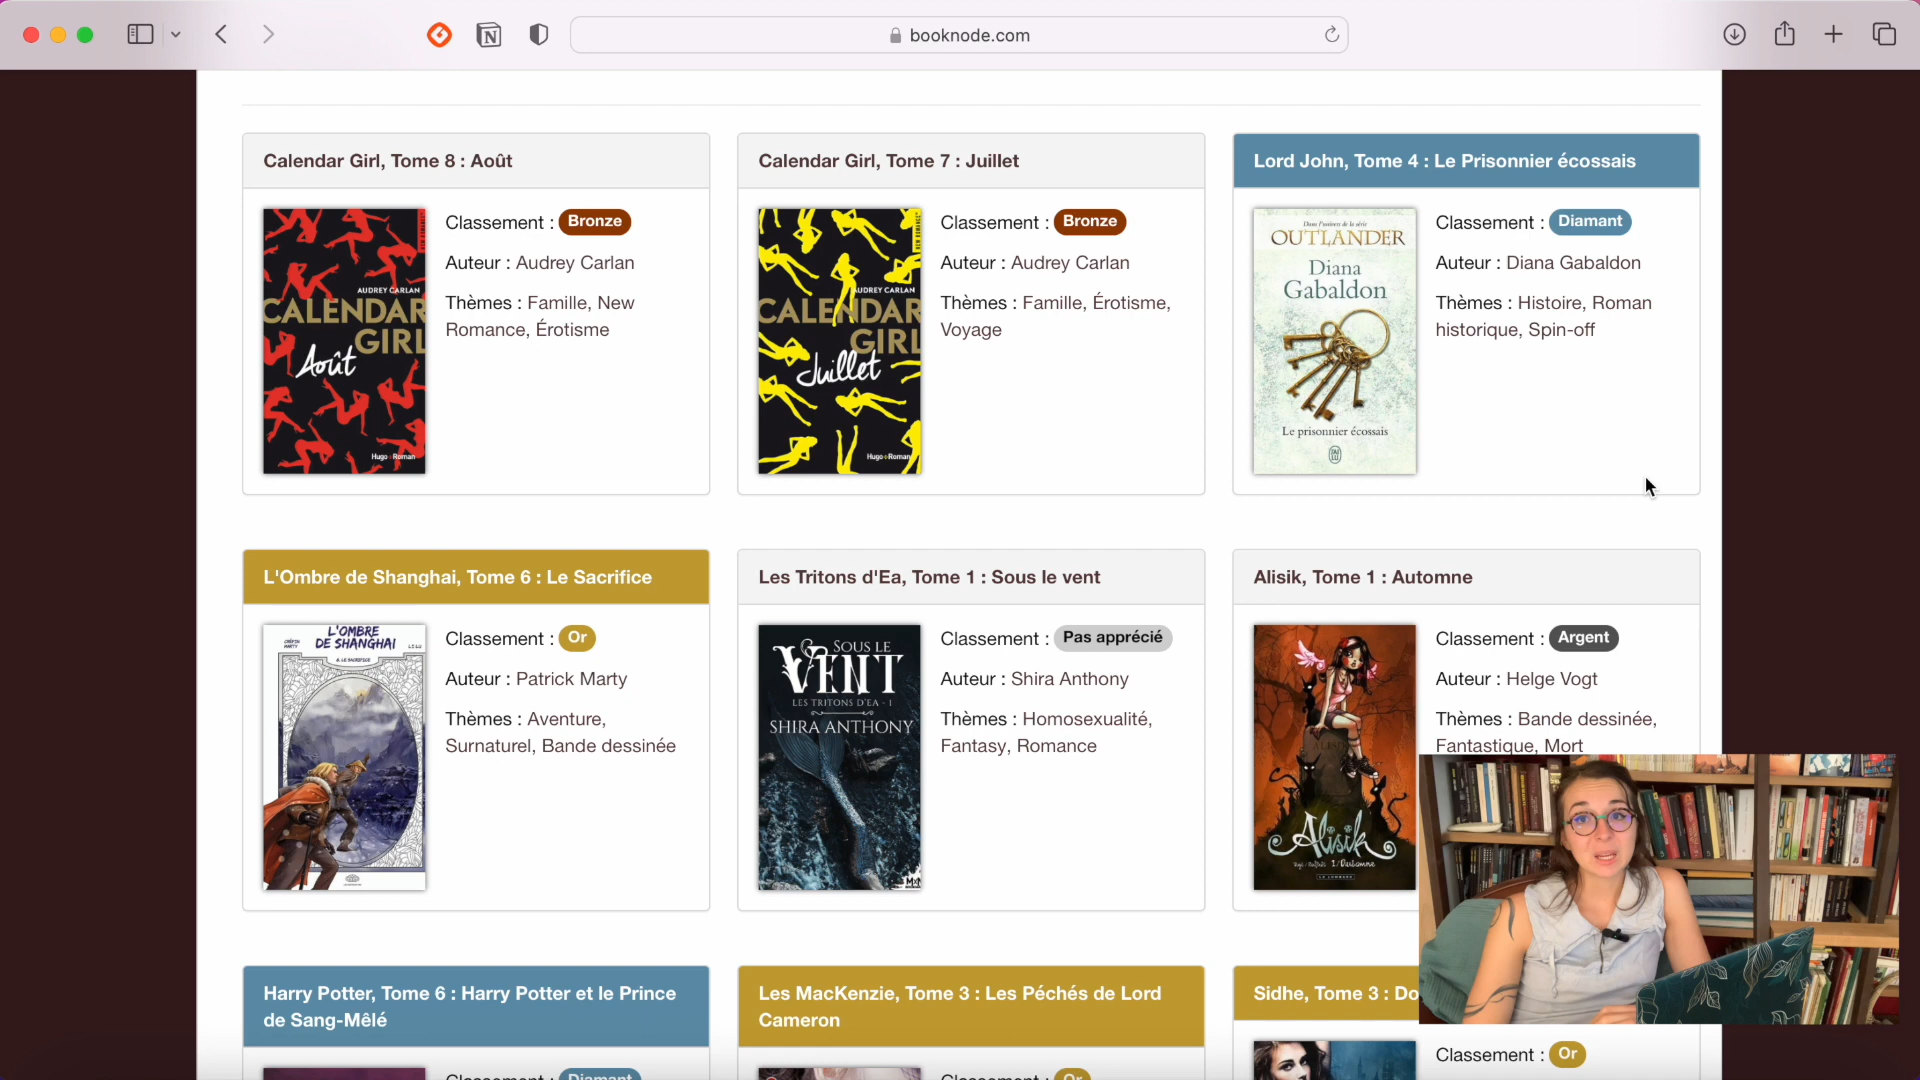 booknode.com
Calendar Girl, Tome 8 : Août
Calendar Girl, Tome 7 : Juillet
Lord John, Tome 4 : Le Prisonnier écossais
AUDREY CARLAN
CALENDAR
GIRL
Août
Hugo Roman
Classement : Bronze
Auteur : Audrey Carlan
Thèmes : Famille, New
Romance, Érotisme
AUDREY CARLAN
CALENDAR
GIRL
Juillet
Hugo Roman
Classement : Bronze
Auteur : Audrey Carlan
Thèmes : Famille, Érotisme,
Voyage
Dans l'univers de la série
OUTLANDER
Diana
Gabaldon
Le prisonnier écossais
Classement : Diamant
Auteur : Diana Gabaldon
Thèmes : Histoire, Roman
historique, Spin-off
L'Ombre de Shanghai, Tome 6 : Le Sacrifice
Les Tritons d'Ea, Tome 1 : Sous le vent
Alisik, Tome 1 : Automne
CRÉPIN
MARTY
L'OMBRE
DE SHANGHAI
6. LE SACRIFICE
Classement : Or
Auteur : Patrick Marty
Thèmes : Aventure,
Surnaturel, Bande dessinée
SOUS LE
VENT
LES TRITONS D'EA - 1
SHIRA ANTHONY
MXM
Classement : Pas apprécié
Auteur : Shira Anthony
Thèmes : Homosexualité,
Fantasy, Romance
Alisik
1/Automne
LE LOMBARD
Classement : Argent
Auteur : Helge Vogt
Thèmes : Bande dessinée,
Fantastique, Mort
Harry Potter, Tome 6 : Harry Potter et le Prince
de Sang-Mêlé
Les MacKenzie, Tome 3 : Les Péchés de Lord
Cameron
Sidhe, Tome 3 : Do
Classement : Diamant
Classement : Or
Classement : Or